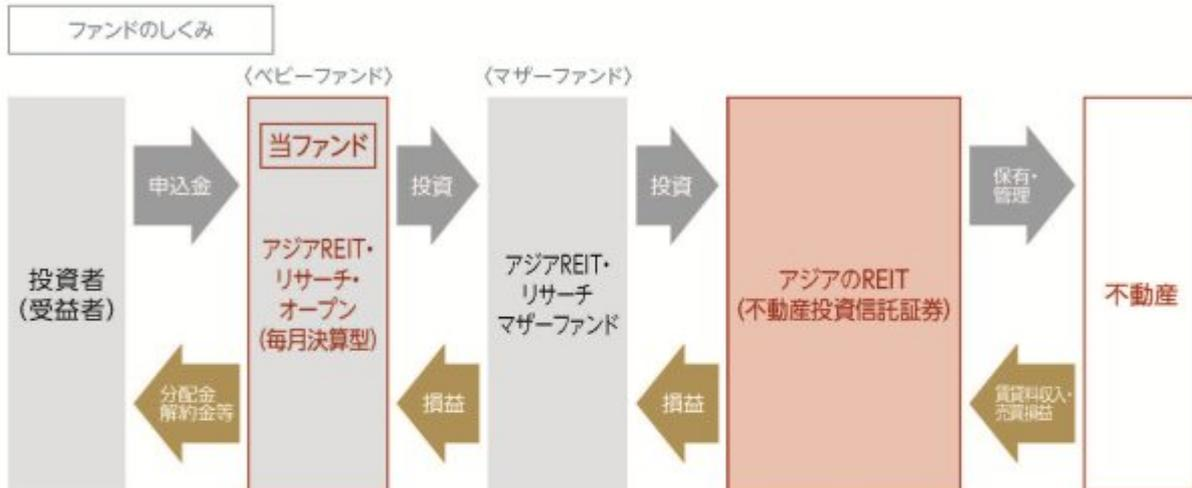 ファンドのしくみ
〈ベビーファンド〉
〈マザーファンド〉
投資者
(受益者)
申込金
分配金
解約金等
当ファンド
アジアREIT・
リサーチ・
オープン
(毎月決算型)
投資
損益
アジアREIT・
リサーチ
マザーファンド
投資
損益
アジアのREIT
(不動産投資信託証券)
保有・
管理
賃貸料収入・
売買損益
不動産